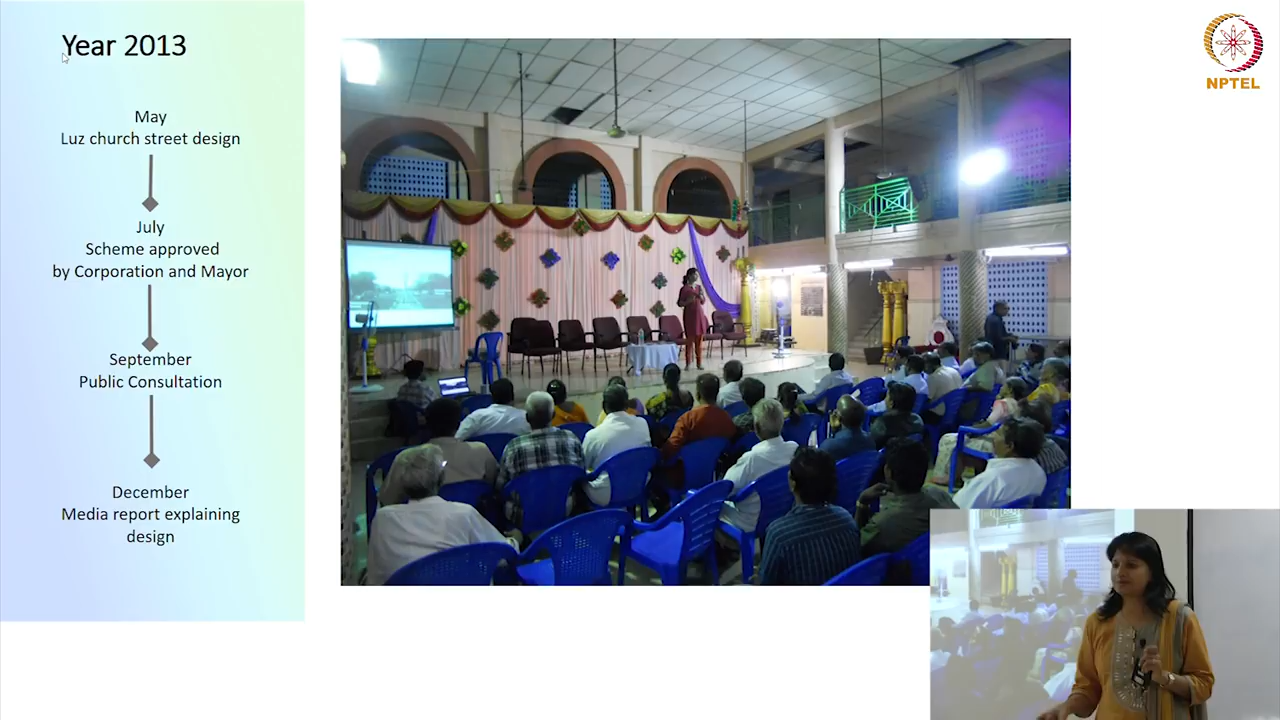 Year 2013
May
Luz church street design
July
Scheme approved
by Corporation and Mayor
September
Public Consultation
December
Media report explaining
design
NPTEL